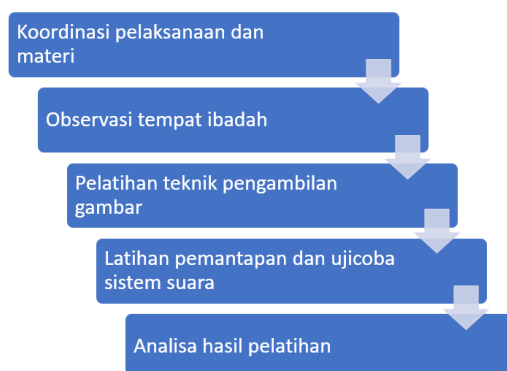 Koordinasi pelaksanaan dan
materi
Observasi tempat ibadah
Pelatihan teknik pengambilan
gambar
Latihan pemantapan dan ujicoba
sistem suara
Analisa hasil pelatihan